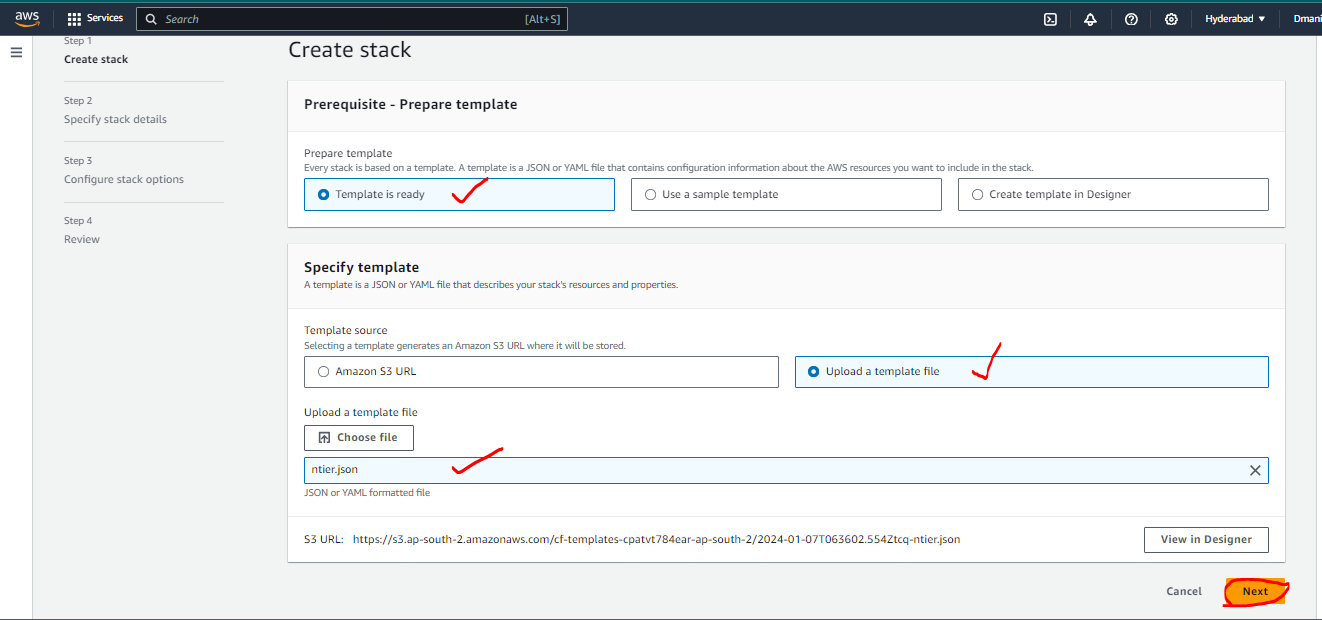 aws Services Search [Alt+S] Hyderabad Dmani
Step 1
Create stack
Step 2
Specify stack details
Step 3
Configure stack options
Step 4
Review
Create stack
Prerequisite - Prepare template
Prepare template
Every stack is based on a template. A template is a JSON or YAML file that contains configuration information about the AWS resources you want to include in the stack.
Template is ready Use a sample template Create template in Designer
Specify template
A template is a JSON or YAML file that describes your stack's resources and properties.
Template source
Selecting a template generates an Amazon S3 URL where it will be stored.
Amazon S3 URL Upload a template file
Upload a template file
Choose file
ntier.json
JSON or YAML formatted file
S3 URL: https://s3.ap-south-2.amazonaws.com/cf-templates-cpatvt784ear-ap-south-2/2024-01-07T063602.554Ztcq-ntier.json View in Designer
Cancel Next